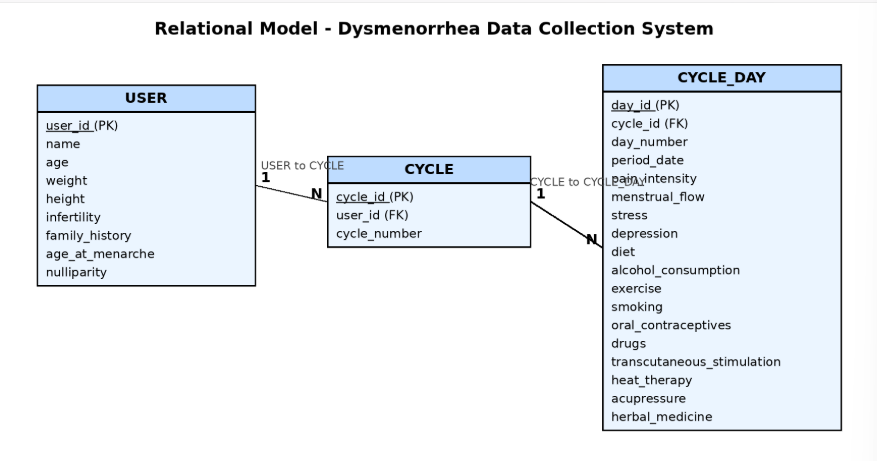 Relational Model - Dysmenorrhea Data Collection System
USER
user_id (PK)
name
age
weight
height
infertility
family_history
age_at_menarche
nulliparity
USER to CYCLE
1
N
CYCLE
cycle_id (PK)
user_id (FK)
cycle_number
CYCLE to CYCLE_DAY
1
N
CYCLE_DAY
day_id (PK)
cycle_id (FK)
day_number
period_date
pain_intensity
menstrual_flow
stress
depression
diet
alcohol_consumption
exercise
smoking
oral_contraceptives
drugs
transcutaneous_stimulation
heat_therapy
acupressure
herbal_medicine